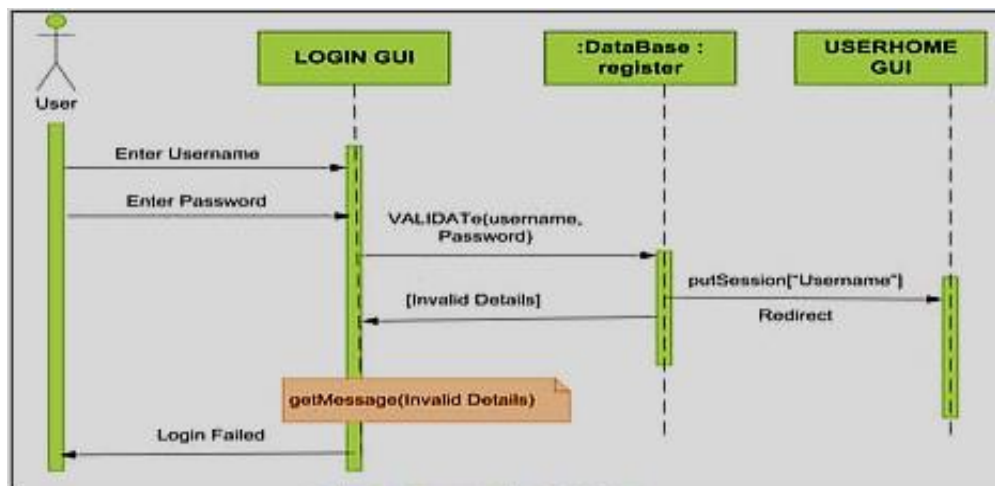 LOGIN GUI
:DataBase :
register
USERHOME
GUI
User
Enter Username
Enter Password
VALIDATe(username,
Password)
putSession["Username"]
[Invalid Details]
Redirect
getMessage(Invalid Details)
Login Failed